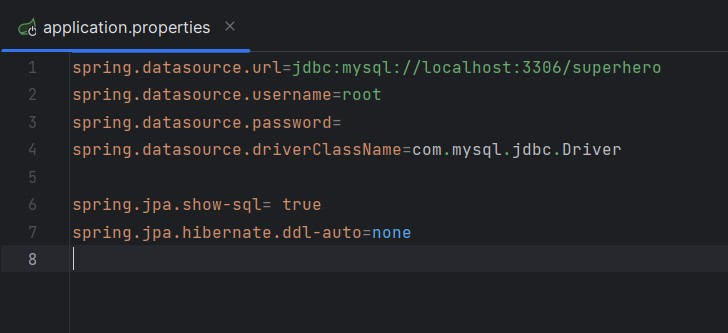 application.properties
1 spring.datasource.url=jdbc:mysql://localhost:3306/superhero
2 spring.datasource.username=root
3 spring.datasource.password=
4 spring.datasource.driverClassName=com.mysql.jdbc.Driver
5
6 spring.jpa.show-sql= true
7 spring.jpa.hibernate.ddl-auto=none
8